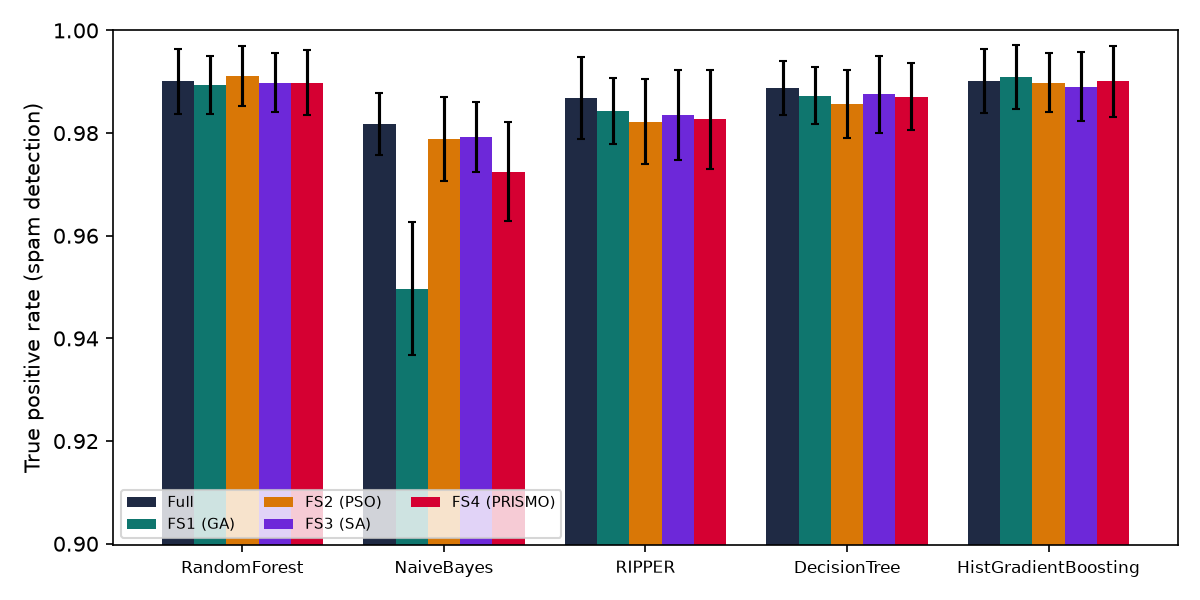 True positive rate (spam detection)
1.00
0.98
0.96
0.94
0.92
0.90
Full
FS1 (GA)
FS2 (PSO)
FS3 (SA)
FS4 (PRISMO)
RandomForest
NaiveBayes
RIPPER
DecisionTree
HistGradientBoosting